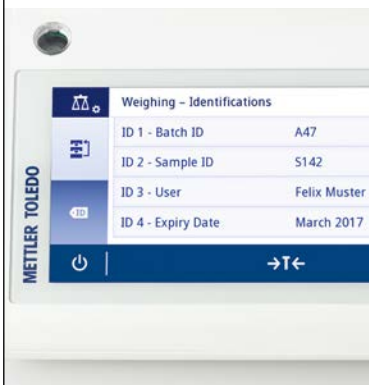 Weighing – Identifications
ID 1 - Batch ID A47
ID 2 - Sample ID S142
ID 3 - User Felix Muster
ID 4 - Expiry Date March 2017
ID
→T←
METTLER TOLEDO